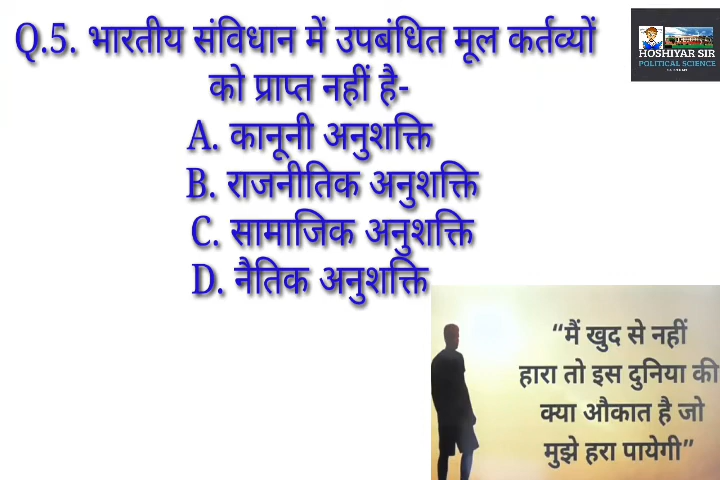 Q.5. भारतीय संविधान में उपबंधित मूल कर्तव्यों
को प्राप्त नहीं है-
A. कानूनी अनुशक्ति
B. राजनीतिक अनुशक्ति
C. सामाजिक अनुशक्ति
D. नैतिक अनुशक्ति
HOSHIYAR SIR
POLITICAL SCIENCE
“मैं खुद से नहीं
हारा तो इस दुनिया की
क्या औकात है जो
मुझे हरा पायेगी”